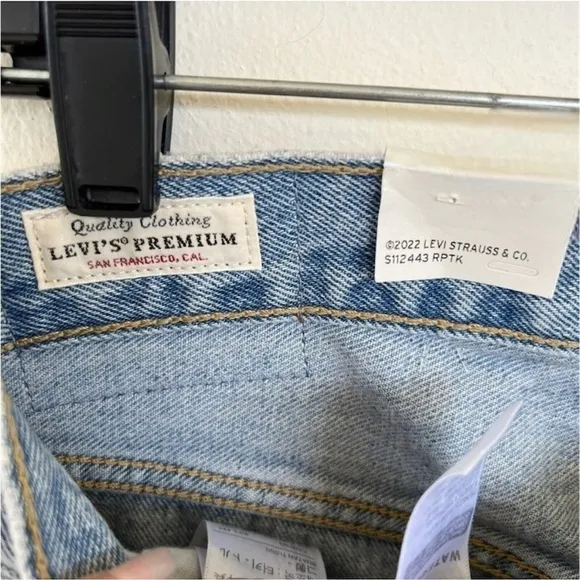 Quality Clothing
LEVI'S® PREMIUM
SAN FRANCISCO, CAL.
©2022 LEVI STRAUSS & CO.
S112443 RPTK